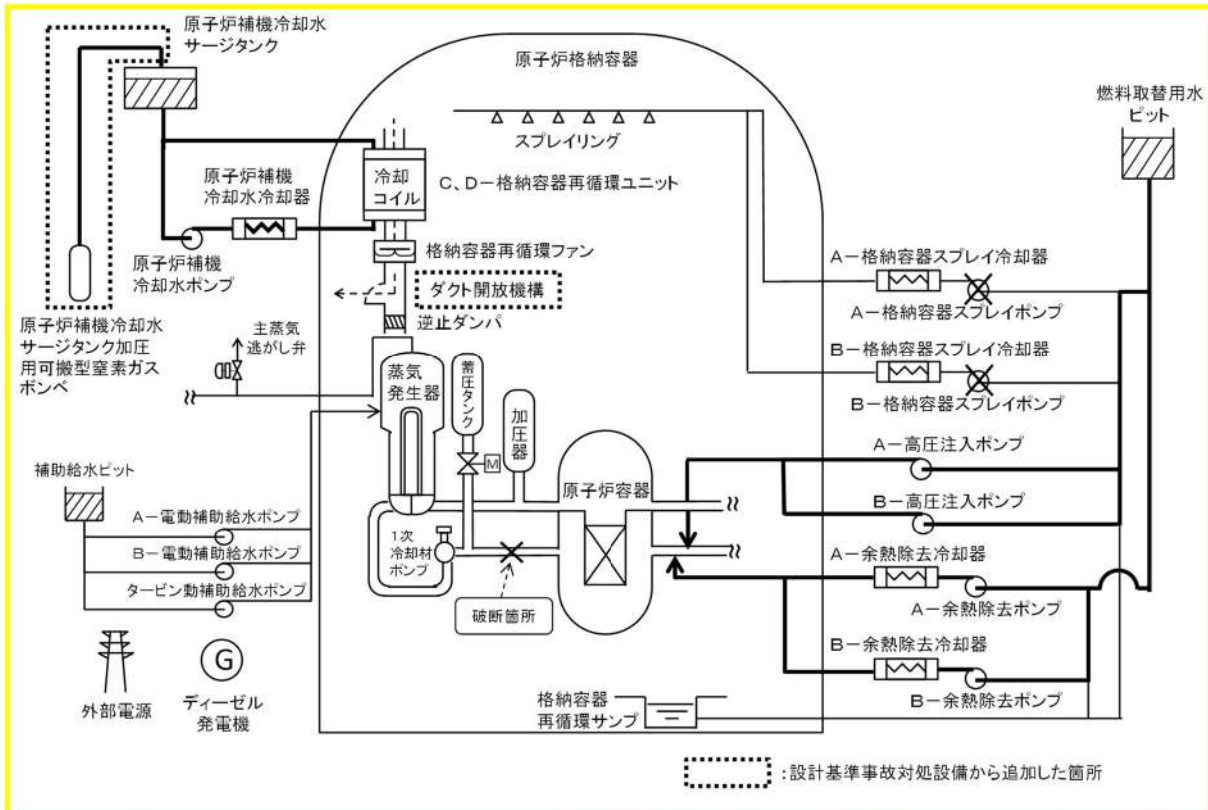 原子炉補機冷却水
サージタンク
原子炉格納容器
燃料取替用水
ピット
スプレイリング
冷却
コイル
C、D－格納容器再循環ユニット
原子炉補機
冷却水冷却器
原子炉補機
冷却水ポンプ
格納容器再循環ファン
ダクト開放機構
逆止ダンパ
A－格納容器スプレイ冷却器
A－格納容器スプレイポンプ
B－格納容器スプレイ冷却器
B－格納容器スプレイポンプ
原子炉補機冷却水
サージタンク加圧
用可搬型窒素ガス
ボンベ
主蒸気
逃がし弁
蒸気
発生器
蓄圧タンク
加圧器
M
原子炉容器
A－高圧注入ポンプ
B－高圧注入ポンプ
補助給水ピット
A－電動補助給水ポンプ
B－電動補助給水ポンプ
タービン動補助給水ポンプ
1次
冷却材
ポンプ
破断箇所
A－余熱除去冷却器
A－余熱除去ポンプ
B－余熱除去冷却器
B－余熱除去ポンプ
外部電源
G
ディーゼル
発電機
格納容器
再循環サンプ
：設計基準事故対処設備から追加した箇所